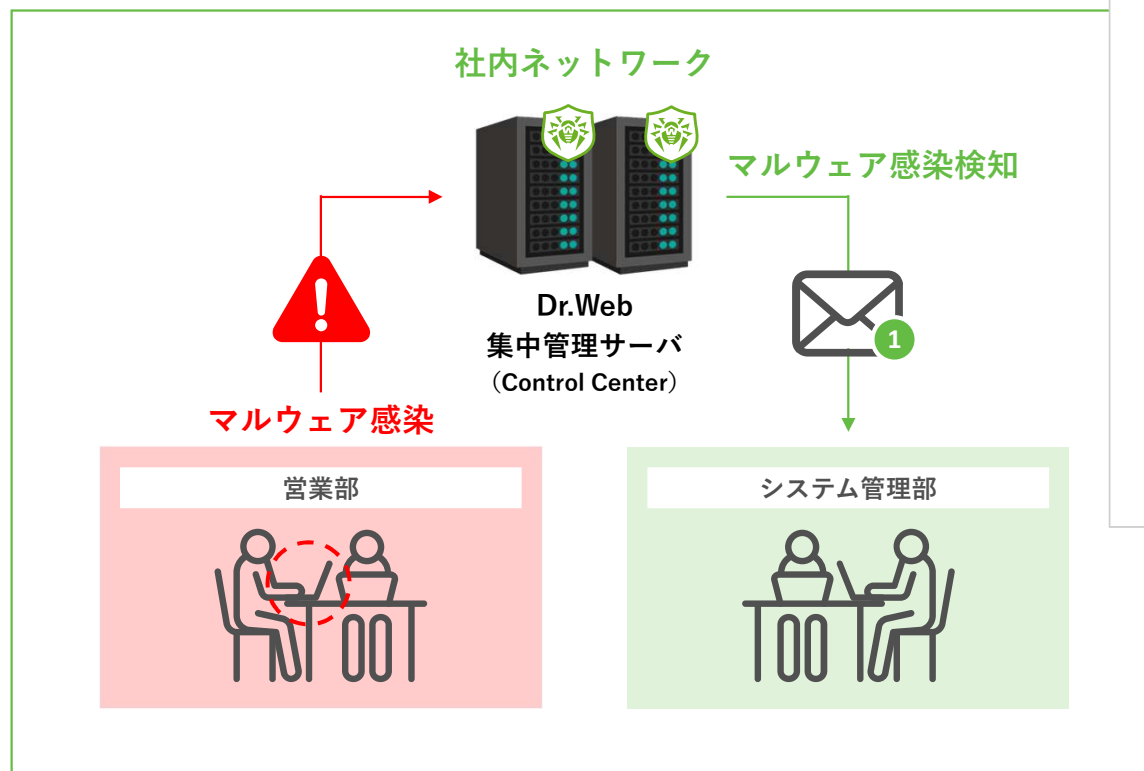 社内ネットワーク
マルウェア感染検知
Dr.Web
集中管理サーバ
（Control Center）
1
マルウェア感染
営業部
システム管理部